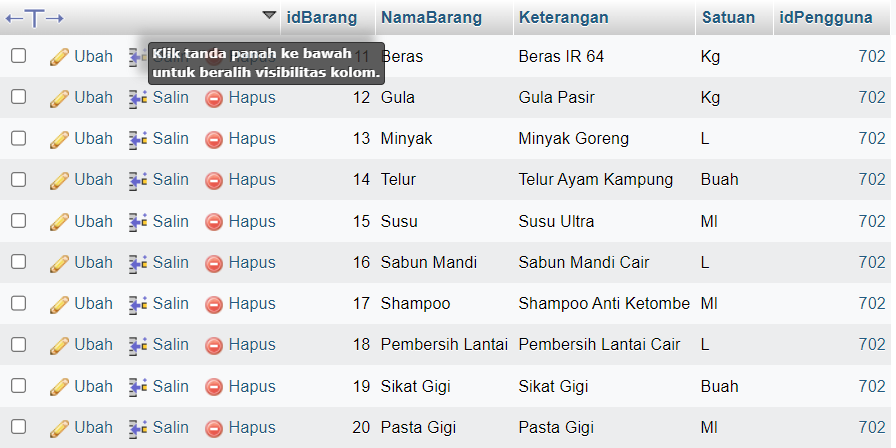 idBarang NamaBarang Keterangan Satuan idPengguna
Klik tanda panah ke bawah
untuk beralih visibilitas kolom.
Ubah 11 Beras Beras IR 64 Kg 702
Ubah Salin Hapus 12 Gula Gula Pasir Kg 702
Ubah Salin Hapus 13 Minyak Minyak Goreng L 702
Ubah Salin Hapus 14 Telur Telur Ayam Kampung Buah 702
Ubah Salin Hapus 15 Susu Susu Ultra Ml 702
Ubah Salin Hapus 16 Sabun Mandi Sabun Mandi Cair L 702
Ubah Salin Hapus 17 Shampoo Shampoo Anti Ketombe Ml 702
Ubah Salin Hapus 18 Pembersih Lantai Pembersih Lantai Cair L 702
Ubah Salin Hapus 19 Sikat Gigi Sikat Gigi Buah 702
Ubah Salin Hapus 20 Pasta Gigi Pasta Gigi Ml 702